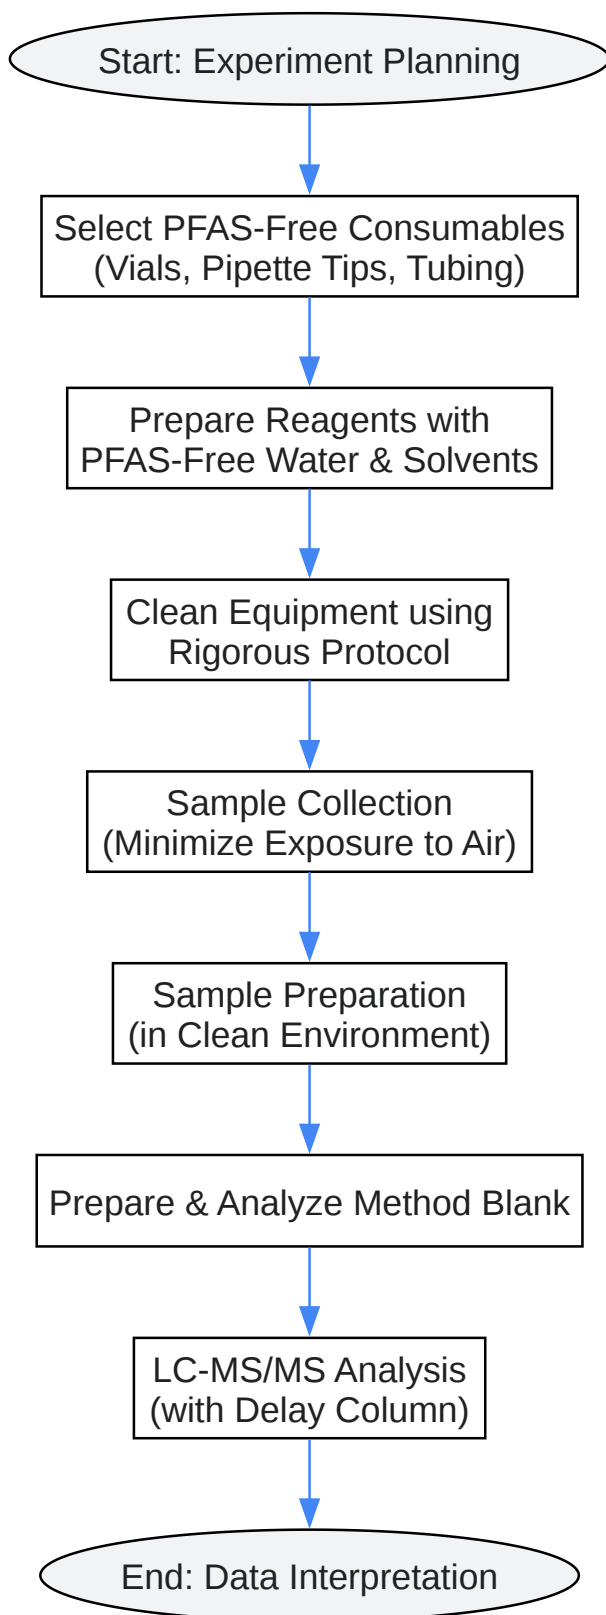 Start: Experiment Planning
Select PFAS-Free Consumables
(Vials, Pipette Tips, Tubing)
Prepare Reagents with
PFAS-Free Water & Solvents
Clean Equipment using
Rigorous Protocol
Sample Collection
(Minimize Exposure to Air)
Sample Preparation
(in Clean Environment)
Prepare & Analyze Method Blank
LC-MS/MS Analysis
(with Delay Column)
End: Data Interpretation